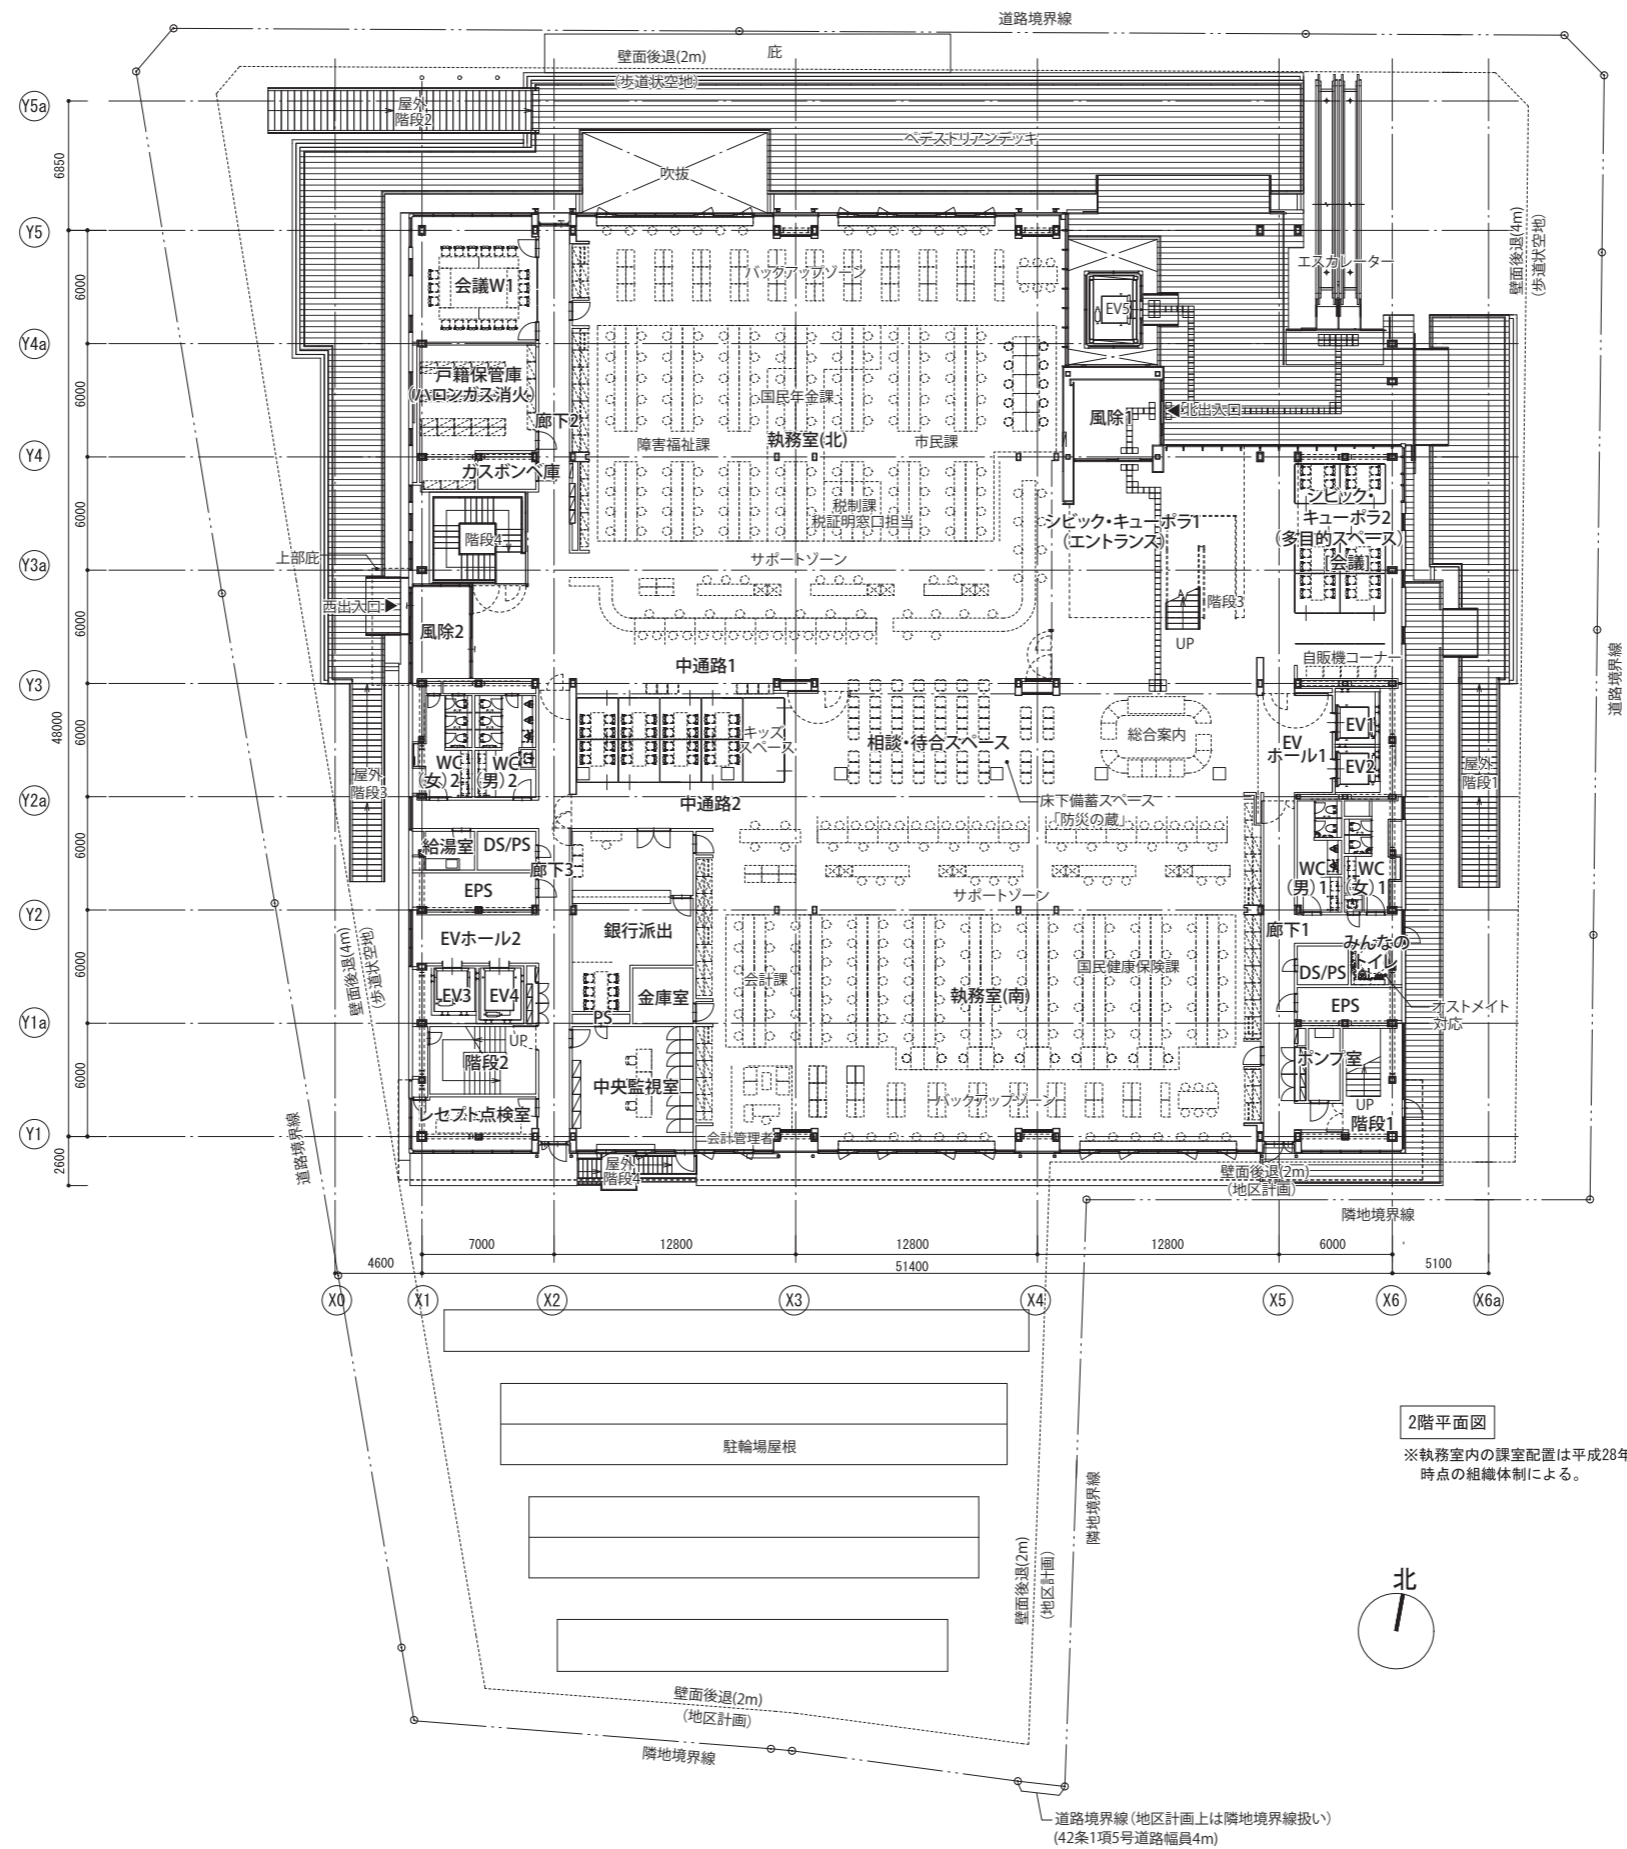 道路境界線
庇
壁面後退(2m)
(歩道状空地)
Y5a
屋外
階段2
ペデストリアンデッキ
6850
吹抜
壁面後退(4m)
(歩道状空地)
Y5
エスカレーター
バックアップゾーン
会議W1
6000
EV5
Y4a
戸籍保管庫
(ハロンガス消火)
国民年金課
6000
風除1
北出入口
廊下2
障害福祉課
執務室(北)
市民課
Y4
ガスボンベ庫
シビック・
キューポラ2
(多目的スペース)
[会議]
税制課
税証明窓口担当
シビック・キューポラ1
(エントランス)
6000
階段4
上部庇
サポートゾーン
Y3a
西出入口
階段3
6000
風除2
UP
中通路1
自販機コーナー
道路境界線
Y3
48000
6000
キッズ
スペース
相談・待合スペース
総合案内
EV
ホール1
EV1
EV2
WC
(女)2
WC
(男)2
屋外
階段3
屋外
階段1
Y2a
中通路2
床下備蓄スペース
「防災の蔵」
6000
給湯室
DS/PS
廊下3
EPS
WC
(男)1
WC
(女)1
サポートゾーン
Y2
銀行派出
廊下1
EVホール2
みんなの
トイレ
壁面後退(4m)
(歩道状空地)
6000
国民健康保険課
会計課
DS/PS
EV3
EV4
金庫室
執務室(南)
EPS
オストメイト
対応
PS
Y1a
UP
階段2
中央監視室
ポンプ室
6000
バックアップゾーン
UP
レセプト点検室
階段1
Y1
会計管理者
道路境界線
2600
屋外
階段4
壁面後退(2m)
(地区計画)
隣地境界線
7000
12800
12800
12800
6000
4600
51400
5100
X0
X1
X2
X3
X4
X5
X6
X6a
2階平面図
駐輪場屋根
※執務室内の課室配置は平成28年
時点の組織体制による。
隣地境界線
壁面後退(2m)
(地区計画)
北
壁面後退(2m)
(地区計画)
隣地境界線
道路境界線(地区計画上は隣地境界線扱い)
(42条1項5号道路幅員4m)